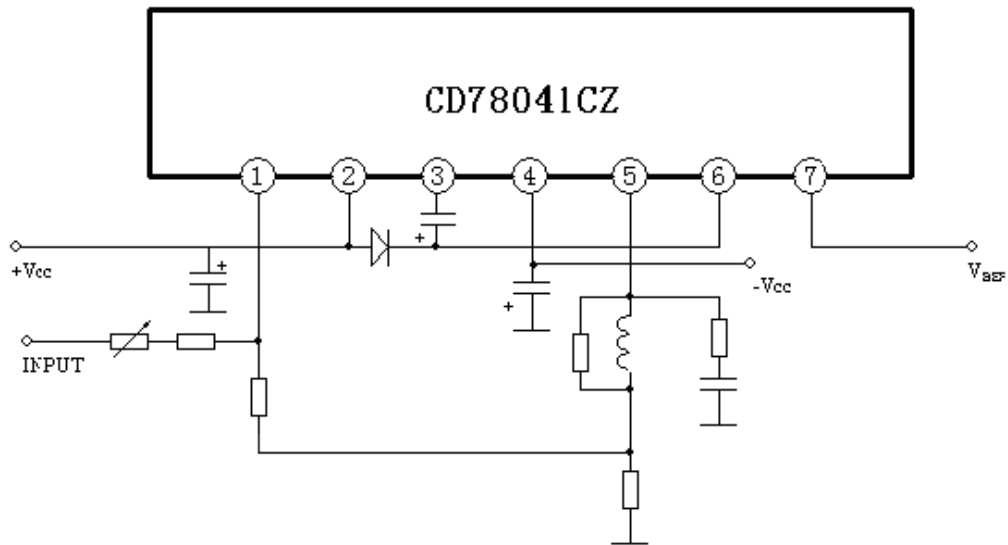 CD78041CZ
1 2 3 4 5 6 7
+
+Vcc
+
-Vcc
VREF
+
INPUT